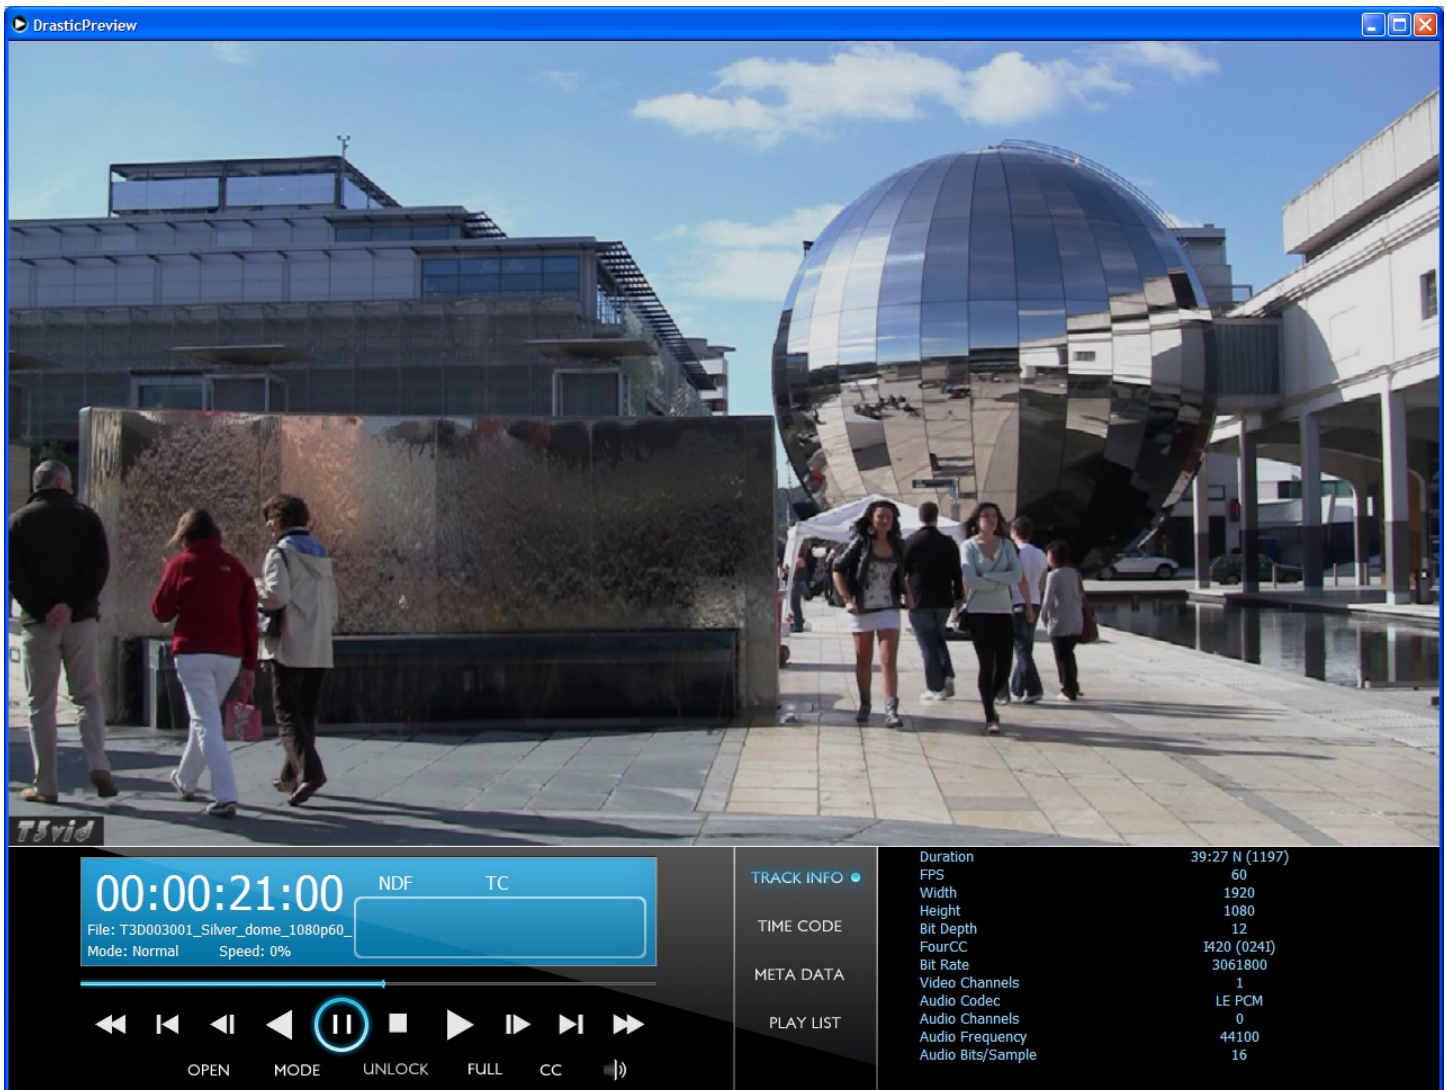 DrasticPreview
T3vid
00:00:21:00 NDF TC
File: T3D003001_Silver_dome_1080p60_
Mode: Normal Speed: 0%
OPEN MODE UNLOCK FULL CC
TRACK INFO
TIME CODE
META DATA
PLAY LIST
Duration 39:27 N (1197)
FPS 60
Width 1920
Height 1080
Bit Depth 12
FourCC I420 (024I)
Bit Rate 3061800
Video Channels 1
Audio Codec LE PCM
Audio Channels 0
Audio Frequency 44100
Audio Bits/Sample 16